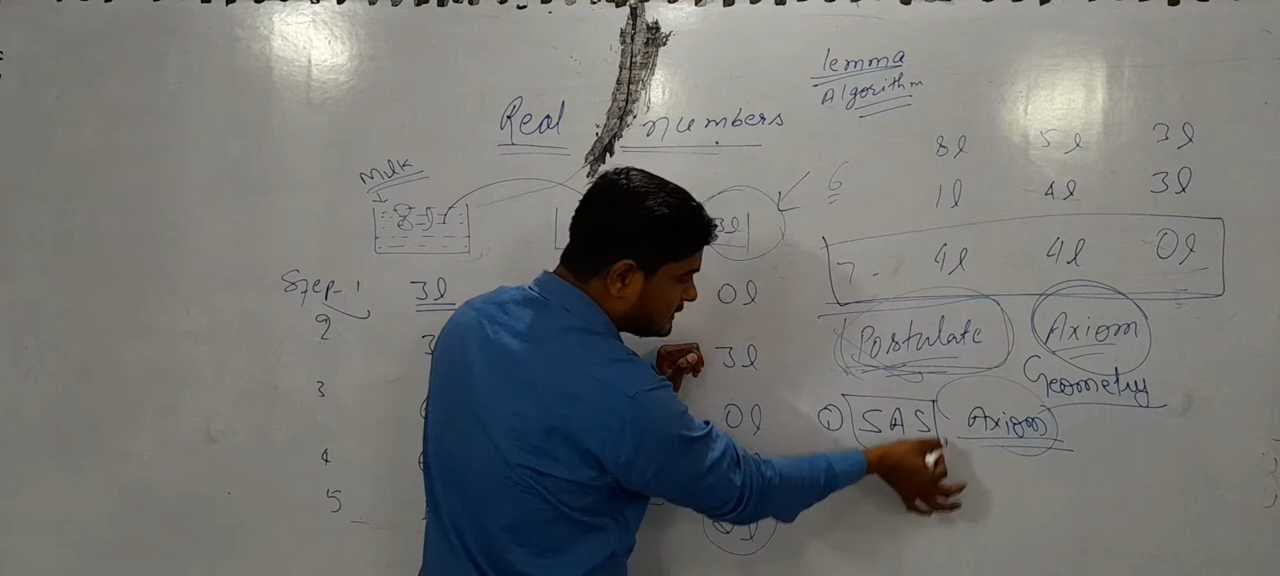 lemma
Algorithm
Real numbers
8l 5l 3l
Milk
8l
3l
6 1l 4l 3l
7. 4l 4l 0l
Step-1 3l 0l
2 3 3l
3 0l
4
5
Postulate Axiom
Geometry
① SAS Axiom